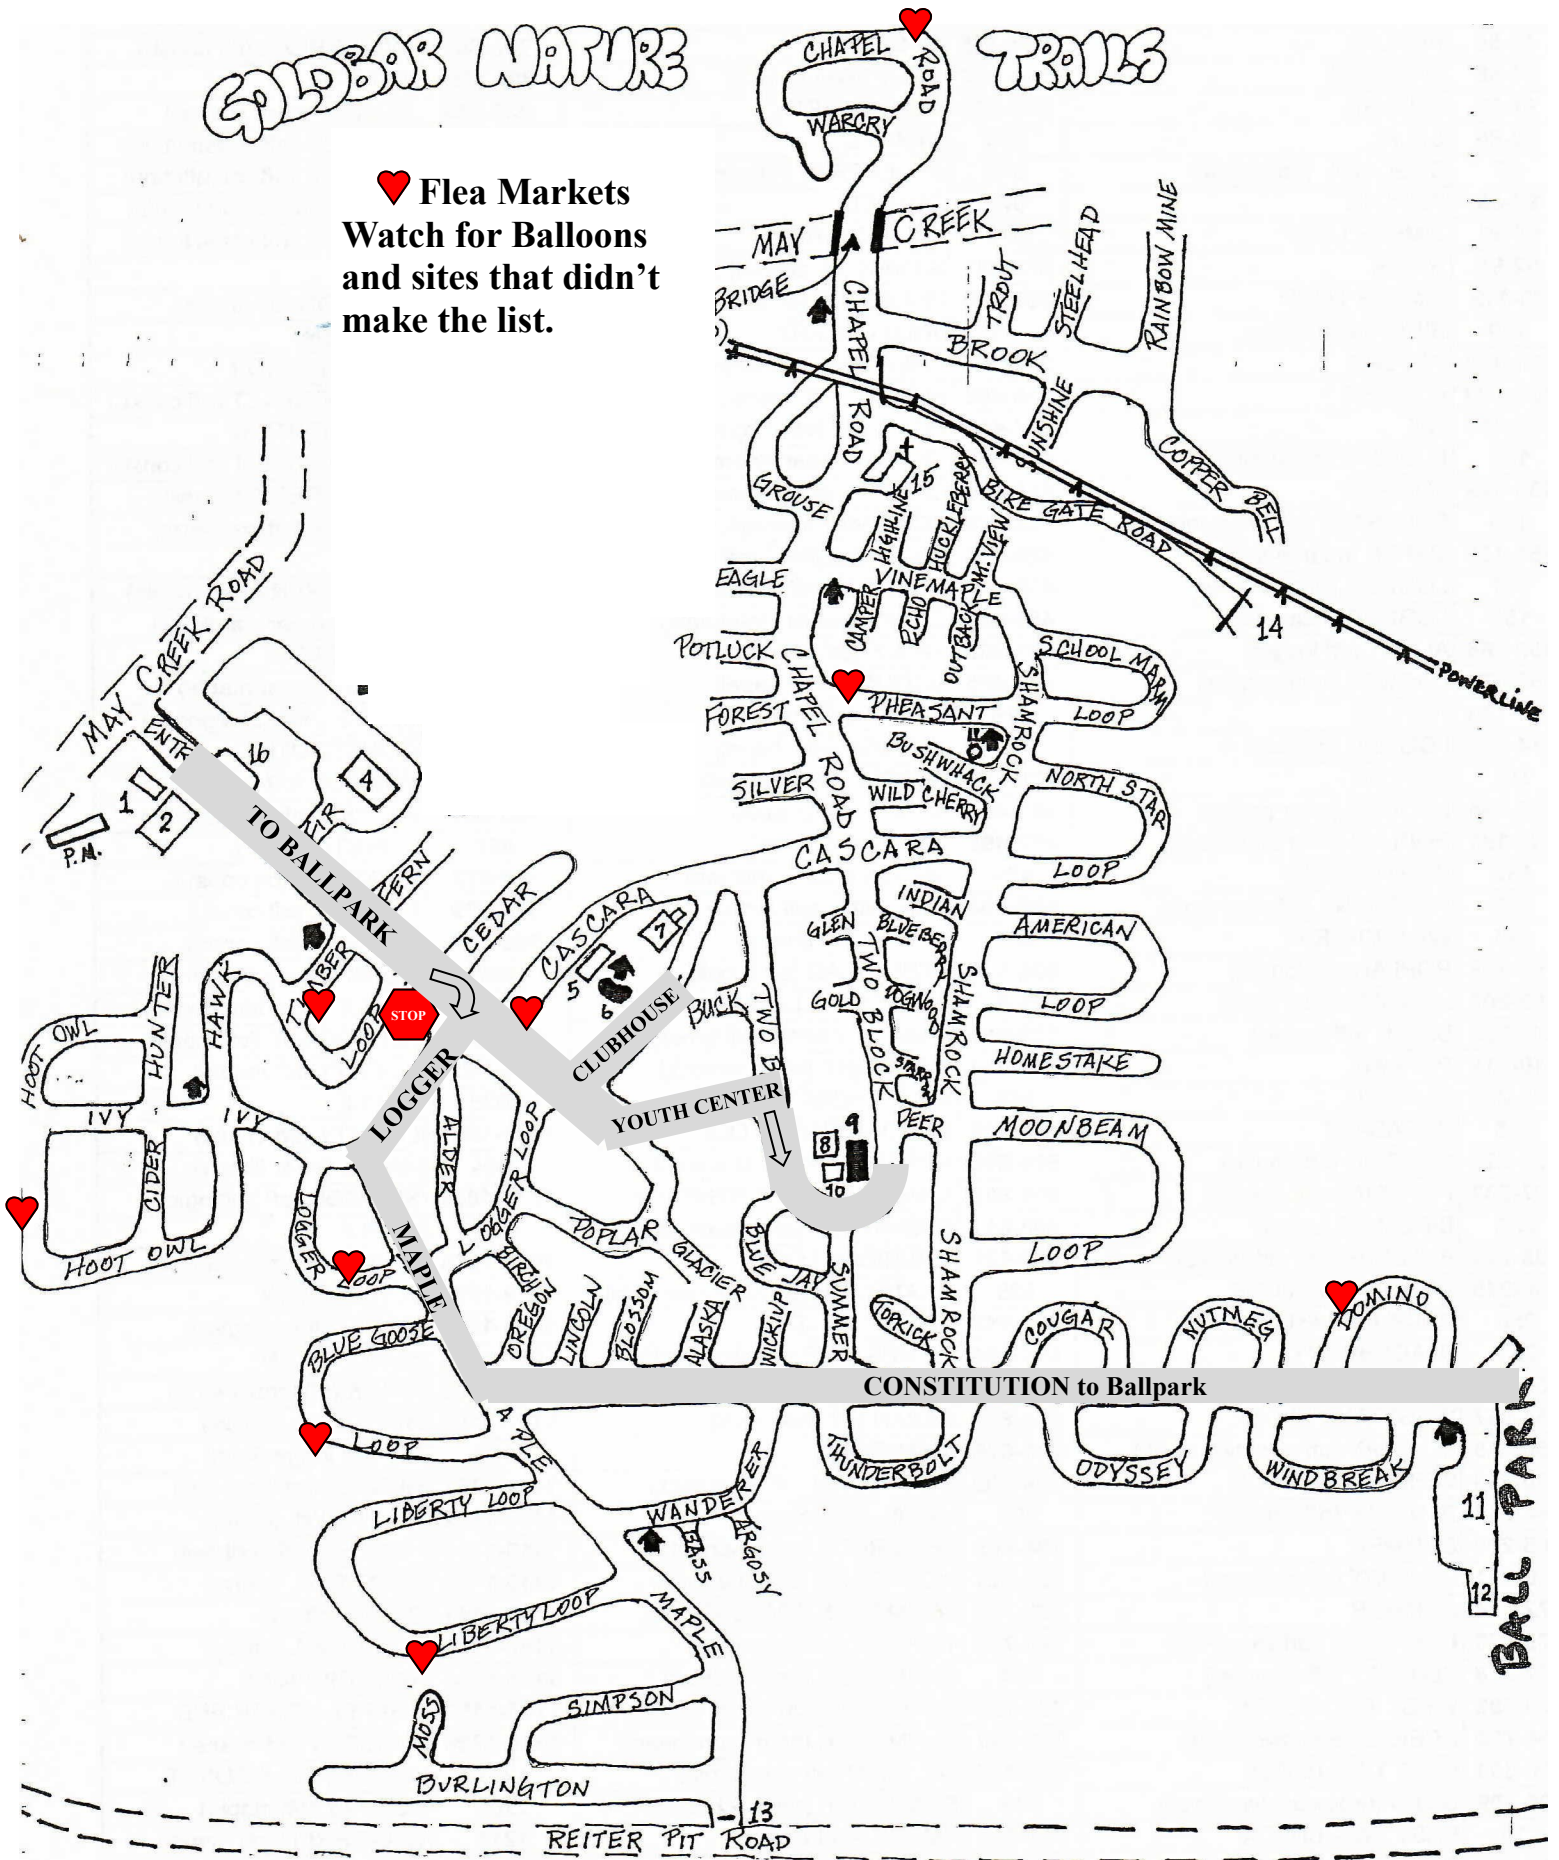 GOLDBAR NATURE TRAILS
CHAPEL
ROAD
WARCRY
Flea Markets
Watch for Balloons
and sites that didn't
make the list.
MAY CREEK
BRIDGE
CHAPEL ROAD
TROUT
STEELHEAD
RAINBOW MINE
BROOK
SUNSHINE
COPPER BELL
GROUSE
15
HIGHLINE
HUCKLEBERRY
MT. VIEW
BIKE GATE ROAD
14
POWERLINE
EAGLE
VINEMAPLE
CAMPER
OUTBACK
POTLUCK
SCHOOL MARM
LOOP
MAY CREEK ROAD
CHAPEL ROAD
FOREST
PHEASANT
SHAMROCK
BUSHWHACK
NORTH STAR
LOOP
SILVER
WILD CHERRY
16
4
1
2
P.M.
TO BALLPARK
FIR
FERN
CEDAR
CASCARA
CASCARA
INDIAN
AMERICAN
LOOP
GLEN
TWO BLOCK
GOLD
DOGWOOD
SHAMROCK
HOMESTAKE
7
5
6
CLUBHOUSE
BUCK
TIMBER
LOOP
STOP
HOOT OWL
HUNTER
HAWK
IVY
IVY
CIDER
HOOT OWL
LOGGER
ALDER
LOGGER LOOP
YOUTH CENTER
8
9
10
DEER
MOONBEAM
LOOP
LOGGER
LOOP
MAPLE
POPLAR
GLACIER
BIRCH
OREGON
LINCOLN
BLOSSOM
ALASKA
WICKIUP
BLUE JAY
SUMMER
TOPKICK
SHAMROCK
COUGAR
NUTMEG
DOMINO
BLUE GOOSE
LOOP
CONSTITUTION to Ballpark
APLE
THUNDERBOLT
ODYSSEY
WINDBREAK
BALL PARK
11
12
WANDERER
BASS
ARGOSY
LIBERTY LOOP
LIBERTY LOOP
MAPLE
MOSS
SIMPSON
BURLINGTON
13
REITER PIT ROAD